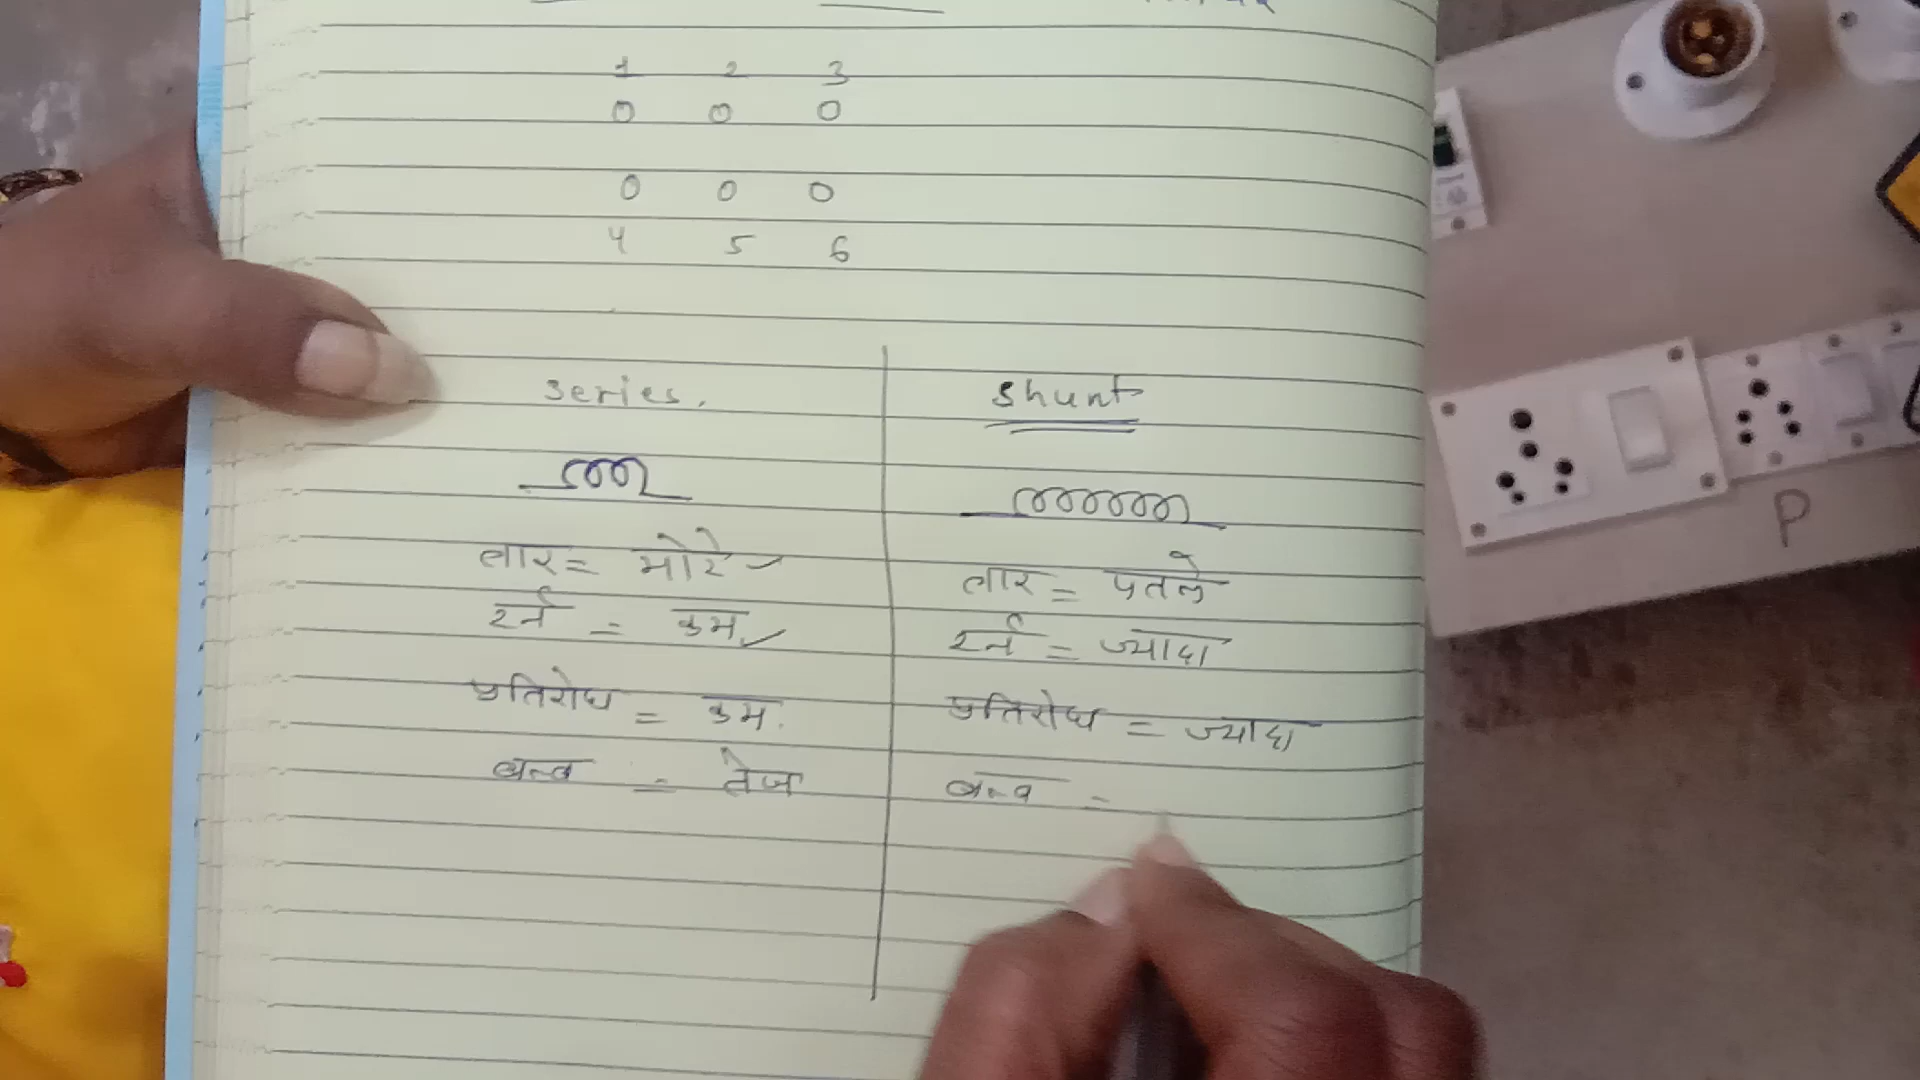 1 2 3
0 0 0
0 0 0
4 5 6
series. shunt
तार = मोटे तार = पतले
टर्न = कम टर्न = ज्यादा
प्रतिरोध = कम. प्रतिरोध = ज्यादा
बल्ब = तेज बल्ब =
P